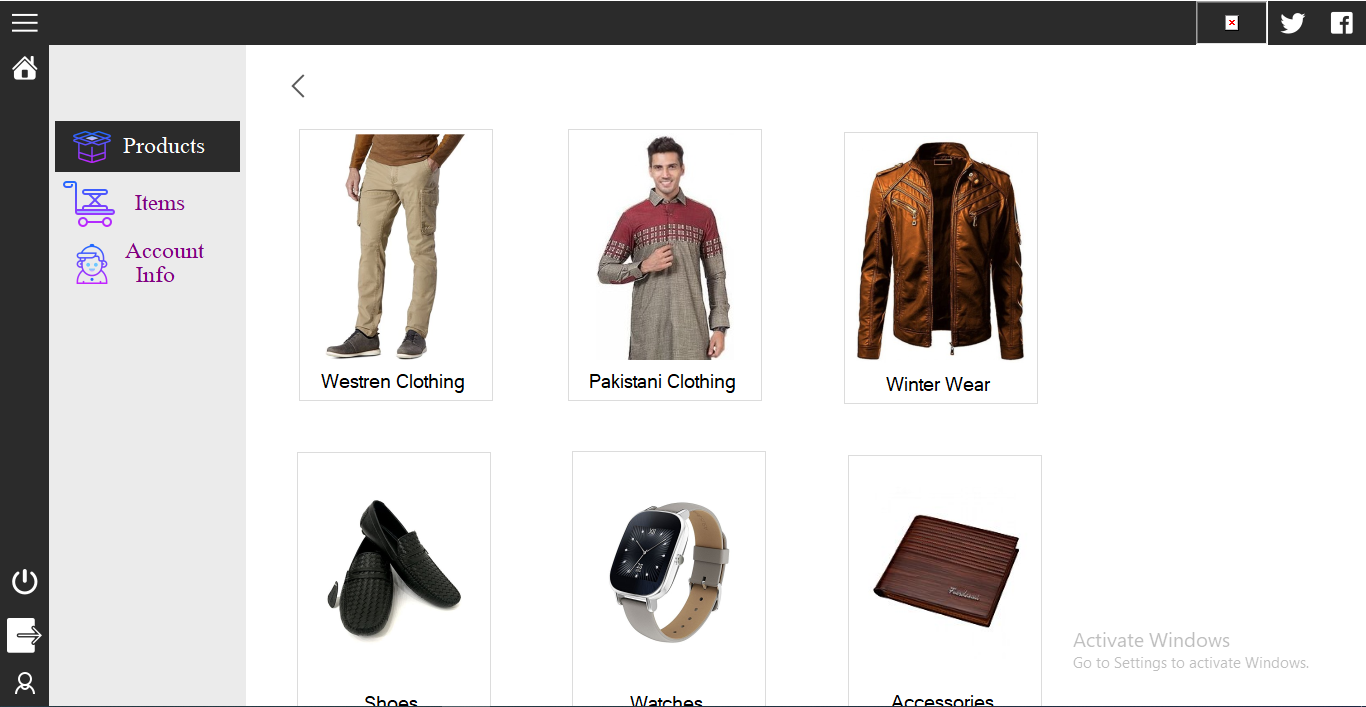 Products
Items
Account
Info
Westren Clothing
Pakistani Clothing
Winter Wear
Shoes
Watches
Accessories
Activate Windows
Go to Settings to activate Windows.